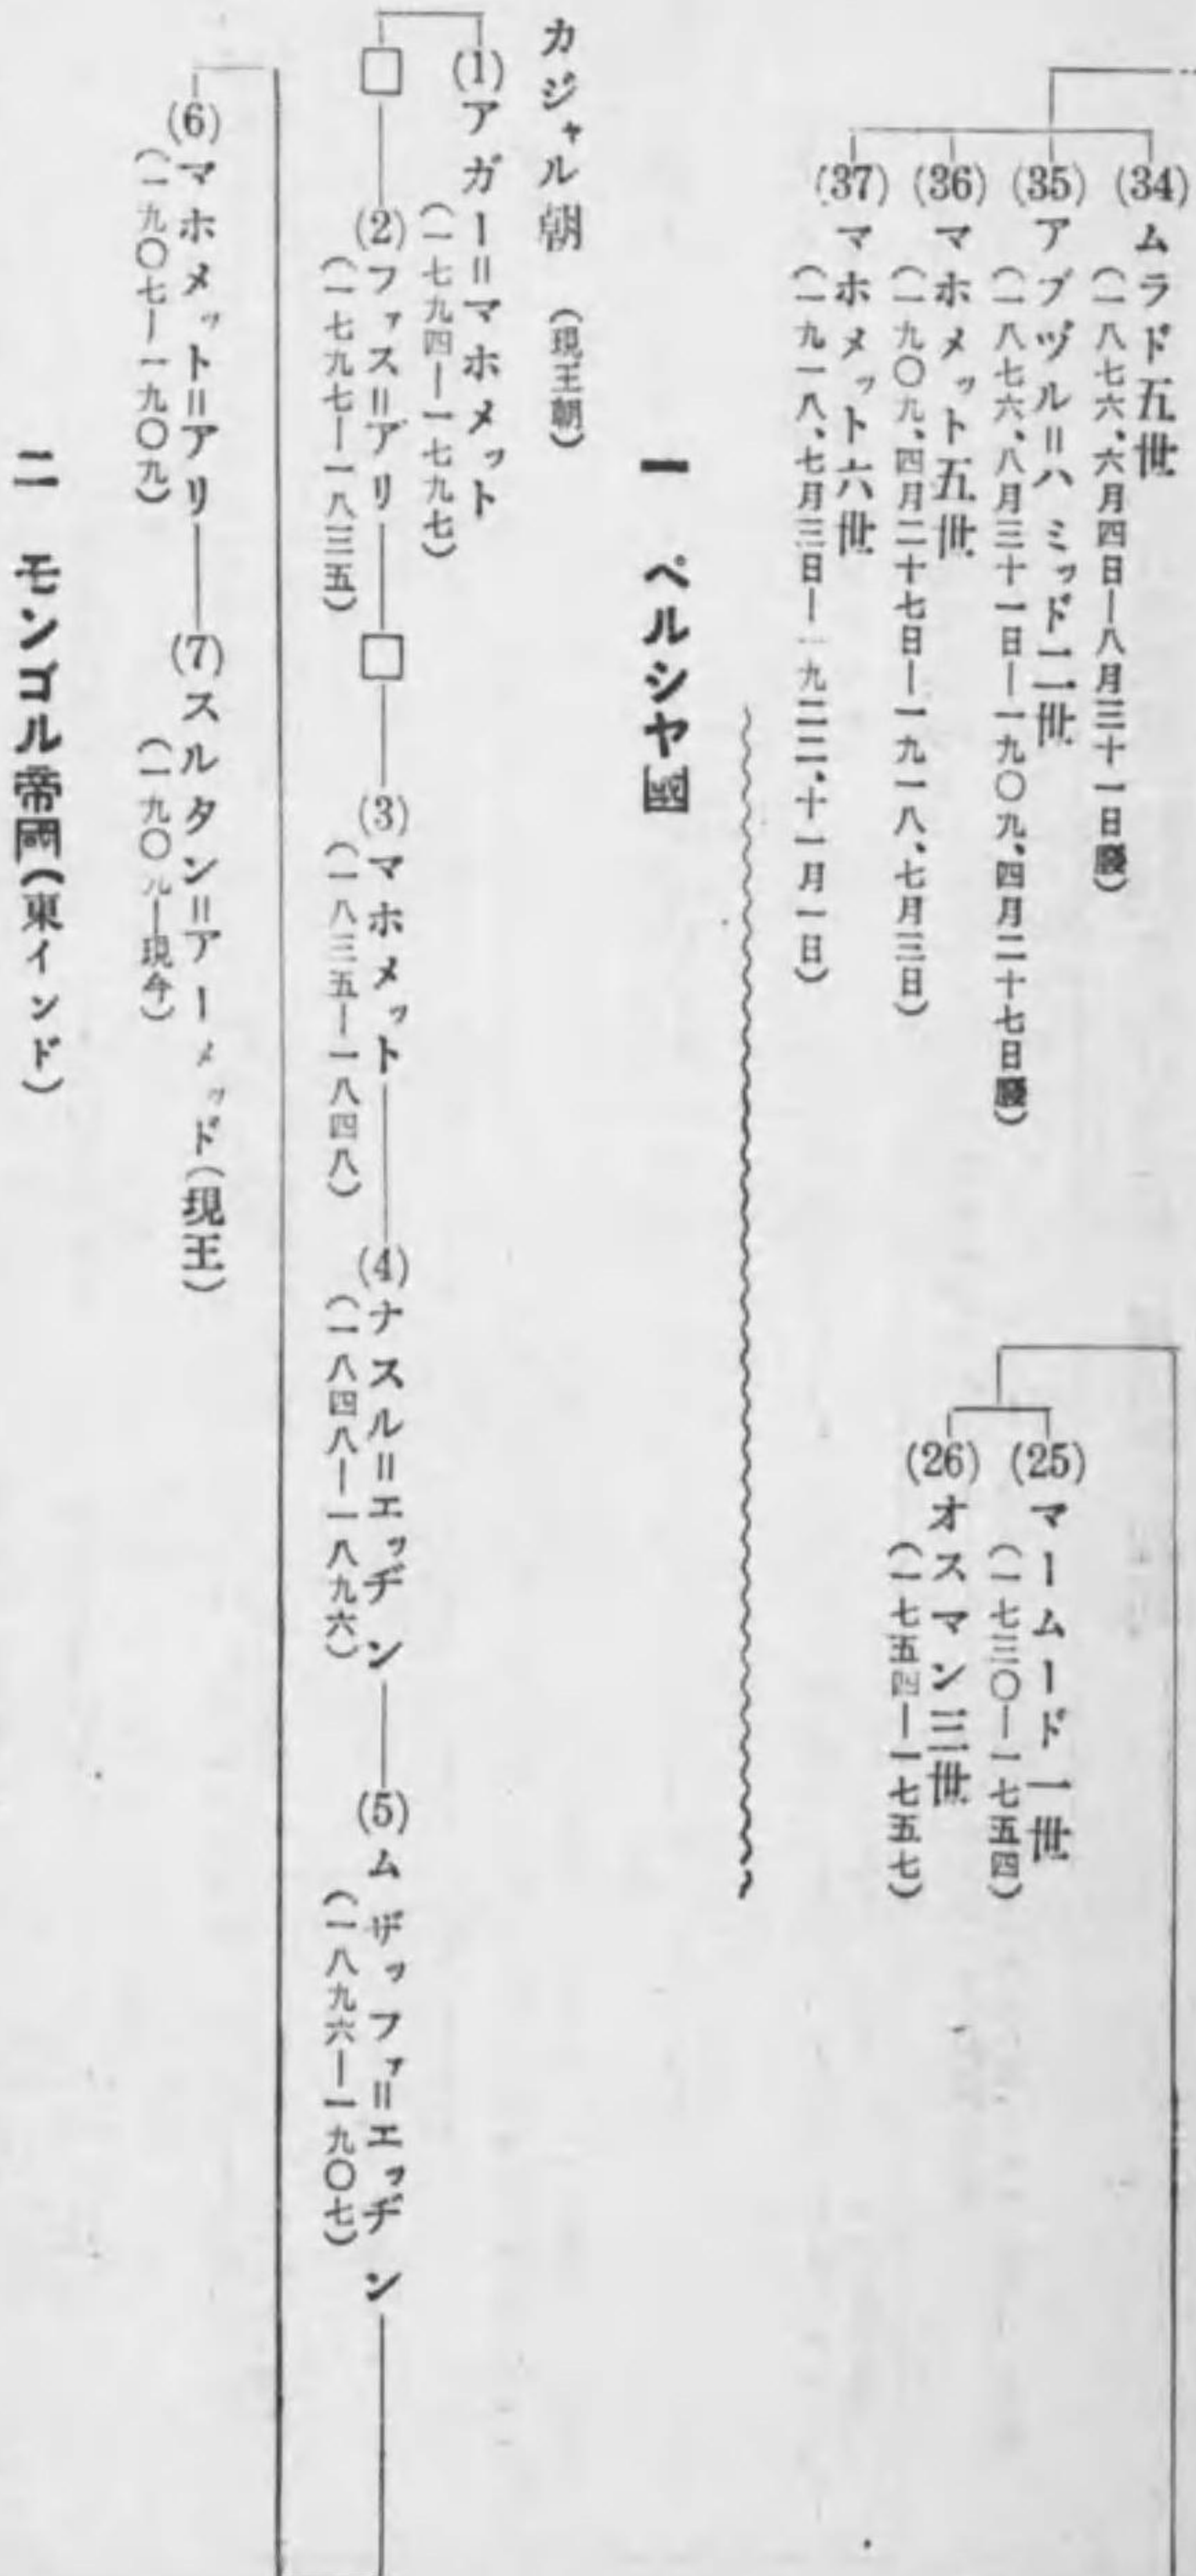 (34)ムラド五世
(一八七六、六月四日—八月三十一日廢)
(35)アブヅル＝ハミッド二世
(一八七六、八月三十一日—一九〇九、四月二十七日廢)
(36)マホメット五世
(一九〇九、四月二十七日—一九一八、七月三日)
(37)マホメット六世
(一九一八、七月三日—一九二二、十一月一日)
(25)マームード一世
(一七三〇—一七五四)
(26)オスマン三世
(一七五四—一七五七)
一 ペルシヤ國
カジャル朝 (現王朝)
(1)アガー＝マホメット
(一七九四—一七九七)
□—(2)ファス＝アリ—□—(3)マホメット—(4)ナスル＝エッヂン—(5)ムザッファ＝エッヂン
(一七九七—一八三五) (一八三五—一八四八) (一八四八—一八九六) (一八九六—一九〇七)
(6)マホメット＝アリ—(7)スルタン＝アーメッド(現王)
(一九〇七—一九〇九) (一九〇九—現今)
二 モンゴル帝國(東インド)